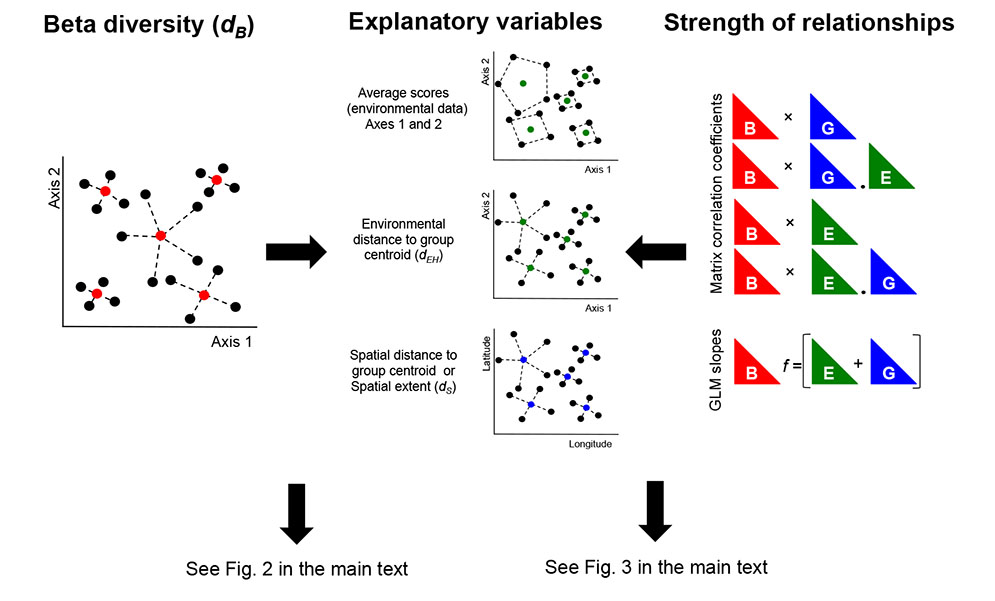 Beta diversity (dB)
Explanatory variables
Strength of relationships
Axis 2
Axis 1
Average scores
(environmental data)
Axes 1 and 2
Axis 2
Axis 1
Environmental
distance to group
centroid (dEH)
Axis 2
Axis 1
Spatial distance to
group centroid or
Spatial extent (dS)
Latitude
Longitude
Matrix correlation coefficients
B × G
B × G . E
B × E
B × E . G
GLM slopes
B f = [ E + G ]
See Fig. 2 in the main text
See Fig. 3 in the main text